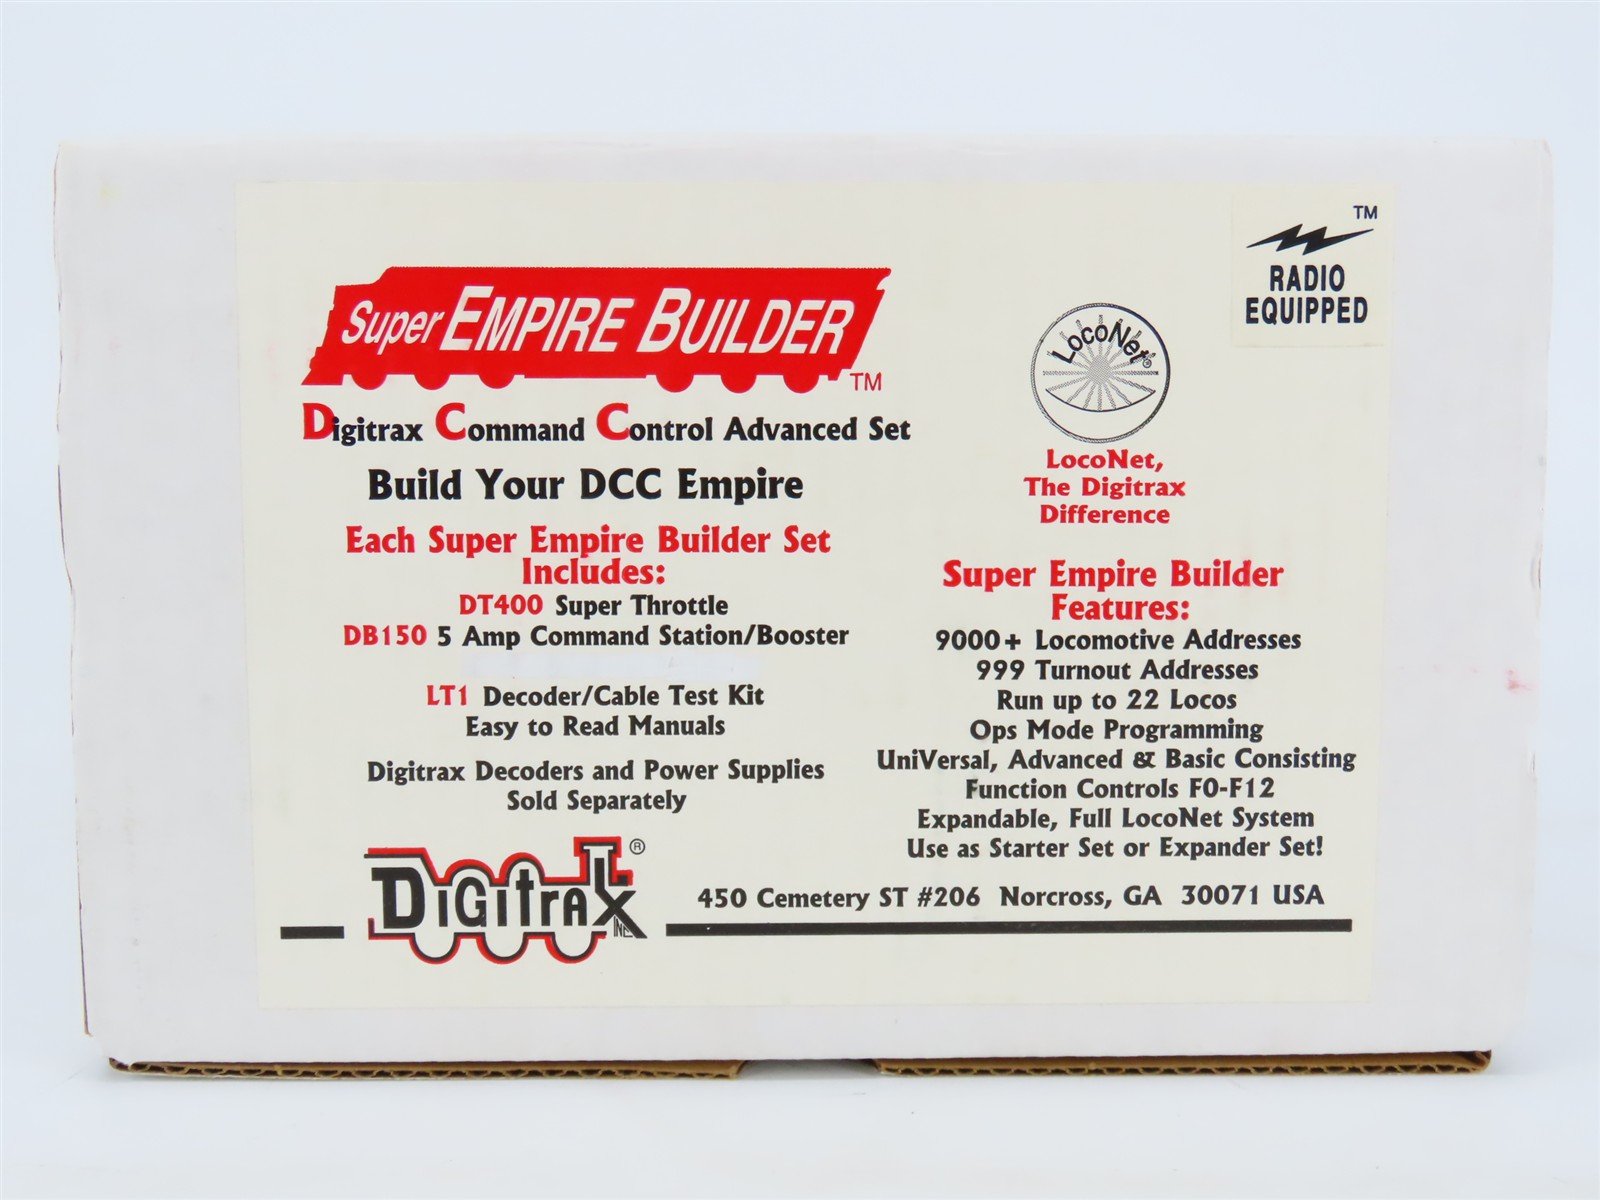 Super EMPIRE BUILDER
TM
Digitrax Command Control Advanced Set
Build Your DCC Empire
Each Super Empire Builder Set
Includes:
DT400 Super Throttle
DB150 5 Amp Command Station/Booster
LT1 Decoder/Cable Test Kit
Easy to Read Manuals
Digitrax Decoders and Power Supplies
Sold Separately
TM
RADIO
EQUIPPED
LocoNet®
LocoNet,
The Digitrax
Difference
Super Empire Builder
Features:
9000+ Locomotive Addresses
999 Turnout Addresses
Run up to 22 Locos
Ops Mode Programming
UniVersal, Advanced & Basic Consisting
Function Controls F0-F12
Expandable, Full LocoNet System
Use as Starter Set or Expander Set!
DIGITRAX INC ®
450 Cemetery ST #206 Norcross, GA 30071 USA